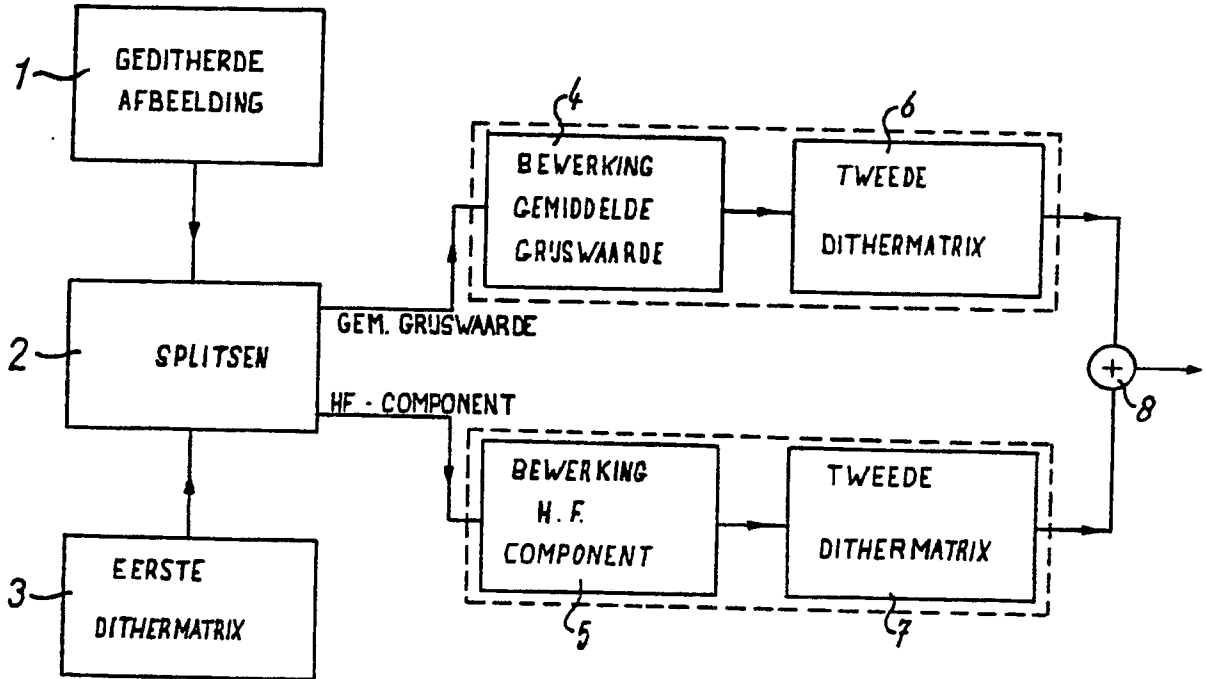 1
GEDITHERDE
AFBEELDING
2
SPLITSEN
3
EERSTE
DITHERMATRIX
GEM. GRIJSWAARDE
HF - COMPONENT
4
BEWERKING
GEMIDDELDE
GRIJSWAARDE
6
TWEEDE
DITHERMATRIX
BEWERKING
H. F.
COMPONENT
5
TWEEDE
DITHERMATRIX
7
+
8